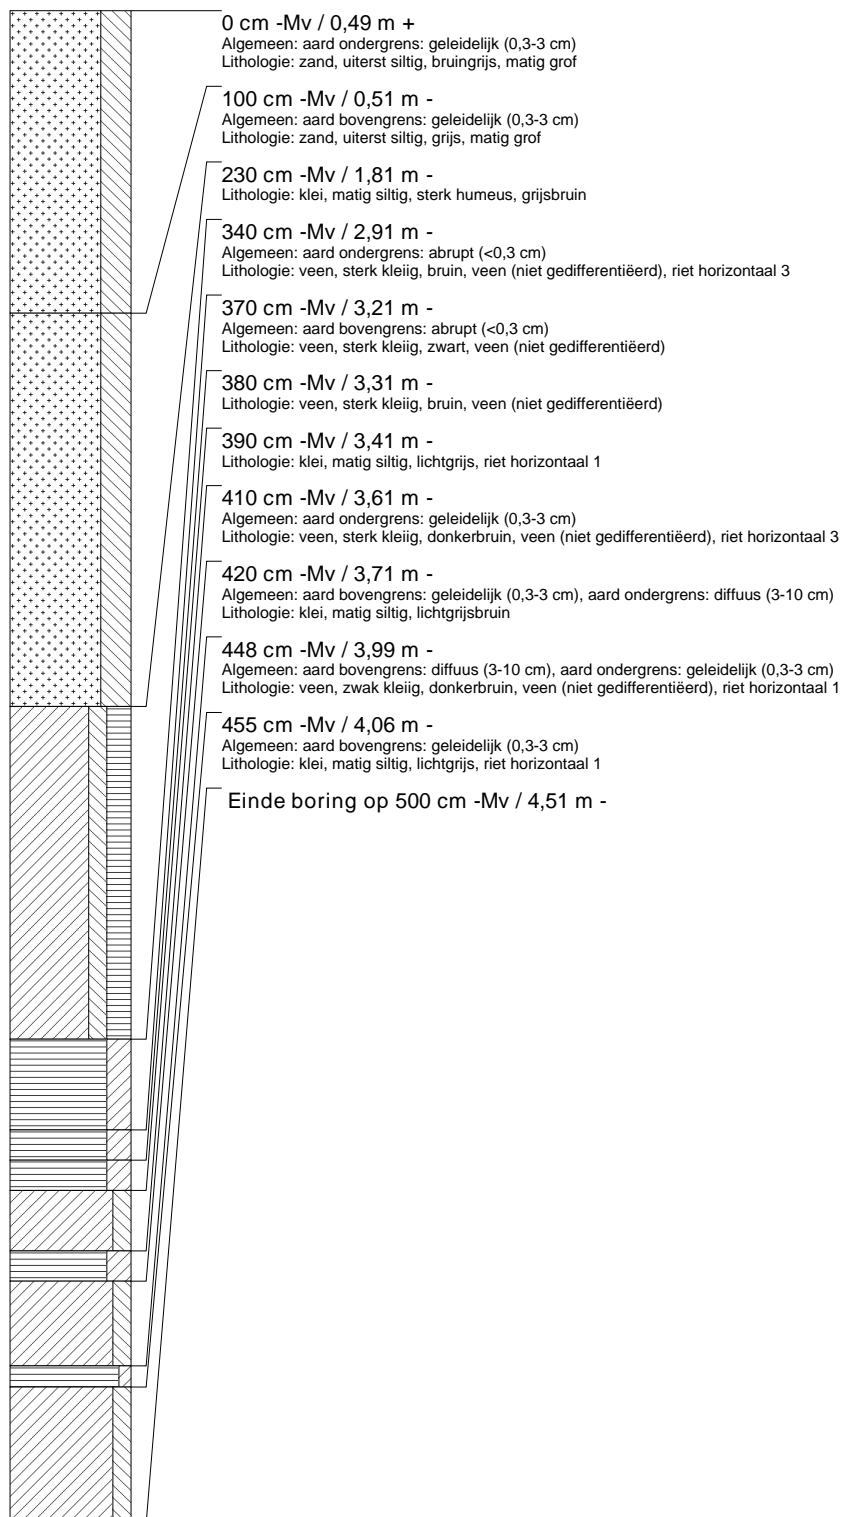 0 cm -Mv / 0,49 m +
Algemeen: aard ondergrens: geleidelijk (0,3-3 cm)
Lithologie: zand, uiterst siltig, bruingrijs, matig grof
100 cm -Mv / 0,51 m -
Algemeen: aard bovengrens: geleidelijk (0,3-3 cm)
Lithologie: zand, uiterst siltig, grijs, matig grof
230 cm -Mv / 1,81 m -
Lithologie: klei, matig siltig, sterk humeus, grijsbruin
340 cm -Mv / 2,91 m -
Algemeen: aard ondergrens: abrupt (<0,3 cm)
Lithologie: veen, sterk kleiig, bruin, veen (niet gedifferentiëerd), riet horizontaal 3
370 cm -Mv / 3,21 m -
Algemeen: aard bovengrens: abrupt (<0,3 cm)
Lithologie: veen, sterk kleiig, zwart, veen (niet gedifferentiëerd)
380 cm -Mv / 3,31 m -
Lithologie: veen, sterk kleiig, bruin, veen (niet gedifferentiëerd)
390 cm -Mv / 3,41 m -
Lithologie: klei, matig siltig, lichtgrijs, riet horizontaal 1
410 cm -Mv / 3,61 m -
Algemeen: aard ondergrens: geleidelijk (0,3-3 cm)
Lithologie: veen, sterk kleiig, donkerbruin, veen (niet gedifferentiëerd), riet horizontaal 3
420 cm -Mv / 3,71 m -
Algemeen: aard bovengrens: geleidelijk (0,3-3 cm), aard ondergrens: diffuus (3-10 cm)
Lithologie: klei, matig siltig, lichtgrijsbruin
448 cm -Mv / 3,99 m -
Algemeen: aard bovengrens: diffuus (3-10 cm), aard ondergrens: geleidelijk (0,3-3 cm)
Lithologie: veen, zwak kleiig, donkerbruin, veen (niet gedifferentiëerd), riet horizontaal 1
455 cm -Mv / 4,06 m -
Algemeen: aard bovengrens: geleidelijk (0,3-3 cm)
Lithologie: klei, matig siltig, lichtgrijs, riet horizontaal 1
Einde boring op 500 cm -Mv / 4,51 m -